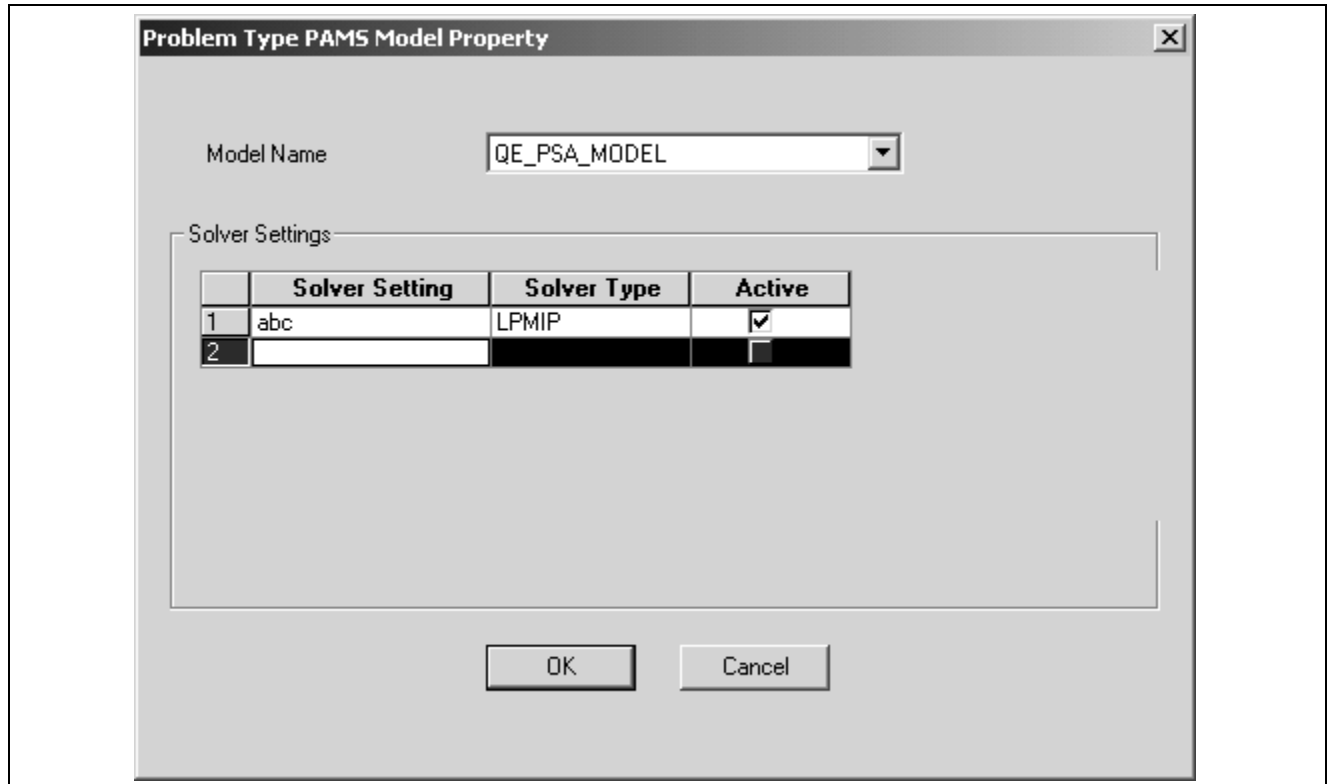 Problem Type PAMS Model Property
Model Name QE_PSA_MODEL
Solver Settings
Solver Setting Solver Type Active
1 abc LPMIP
2
OK Cancel